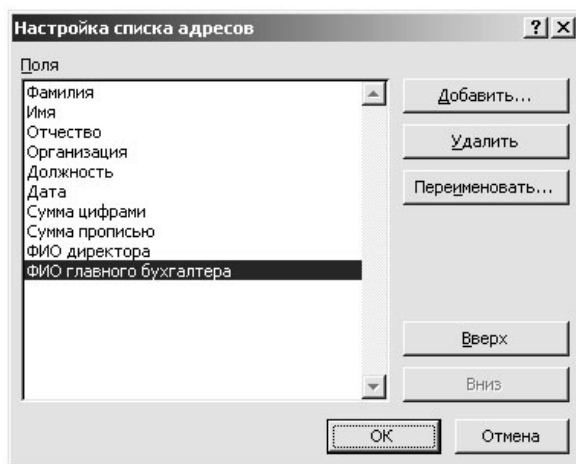 Настройка списка адресов
Поля
Фамилия
Имя
Отчество
Организация
Должность
Дата
Сумма цифрами
Сумма прописью
ФИО директора
ФИО главного бухгалтера
Добавить...
Удалить
Переименовать...
Вверх
Вниз
ОК
Отмена